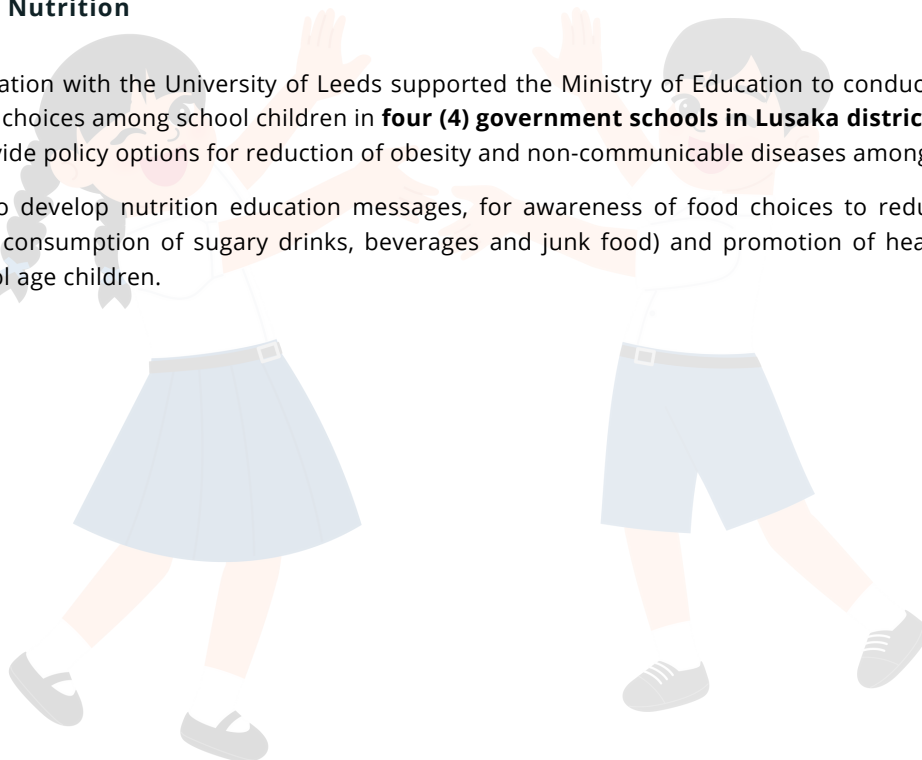 Nutrition
ation with the University of Leeds supported the Ministry of Education to conduc
choices among school children in four (4) government schools in Lusaka distric
vide policy options for reduction of obesity and non-communicable diseases among
o develop nutrition education messages, for awareness of food choices to redu
consumption of sugary drinks, beverages and junk food) and promotion of hea
ol age children.